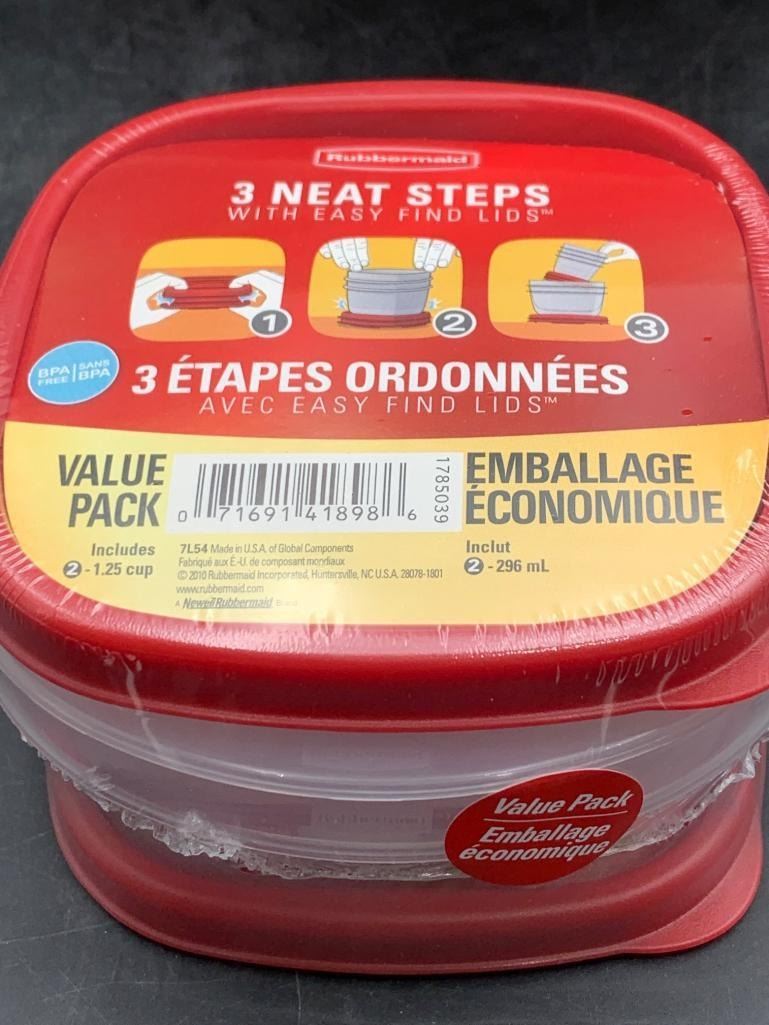 Rubbermaid
3 NEAT STEPS
WITH EASY FIND LIDS™
1
2
3
BPA FREE | SANS BPA
3 ÉTAPES ORDONNÉES
AVEC EASY FIND LIDS™
VALUE
PACK
0 71691 41898 6
1785039
EMBALLAGE
ÉCONOMIQUE
Includes
2 - 1.25 cup
7L54 Made in U.S.A. of Global Components
Fabriqué aux É.-U. de composant mondiaux
© 2010 Rubbermaid Incorporated, Huntersville, NC U.S.A. 28078-1801
www.rubbermaid.com
A Newell Rubbermaid Brand
Inclut
2 - 296 mL
Value Pack
Emballage
économique
Rubbermaid